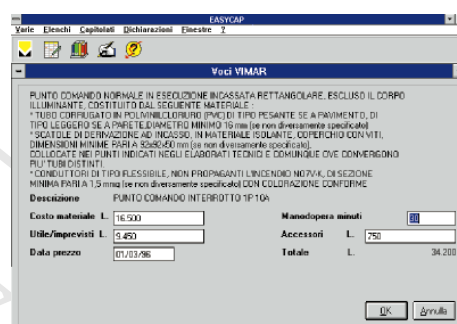 EASYCAP
Varie Elenchi Capitolati Dichiarazioni Finestre ?
Voci VIMAR
PUNTO COMANDO NORMALE IN ESECUZIONE INCASSATA RETTANGOLARE, ESCLUSO IL CORPO
ILLUMINANTE, COSTITUITO DAL SEGUENTE MATERIALE :
* TUBO CORRUGATO IN POLIVINILCLORURO (PVC) DI TIPO PESANTE SE A PAVIMENTO, DI
TIPO LEGGERO SE A PARETE,DIAMETRO MINIMO 16 mm (se non diversamente specificato)
* SCATOLE DI DERIVAZIONE AD INCASSO, IN MATERIALE ISOLANTE, COPERCHIO CON VITI,
DIMENSIONI MINIME PARI A 92x92x50 mm (se non diversamente specificato),
COLLOCATE NEI PUNTI INDICATI NEGLI ELABORATI TECNICI E COMUNQUE OVE CONVERGONO
PIU' TUBI DISTINTI.
* CONDUTTORI DI TIPO FLESSIBILE, NON PROPAGANTI L'INCENDIO NO7V-K, DI SEZIONE
MINIMA PARI A 1,5 mmq (se non diversamente specificato) CON COLORAZIONE CONFORME
Descrizione PUNTO COMANDO INTERROTTO 1P 10A
Costo materiale L. 16.500 Manodopera minuti
Utile/imprevisti L. 9.450 Accessori L. 750
Data prezzo 01/03/96 Totale L. 34.200
OK Annulla